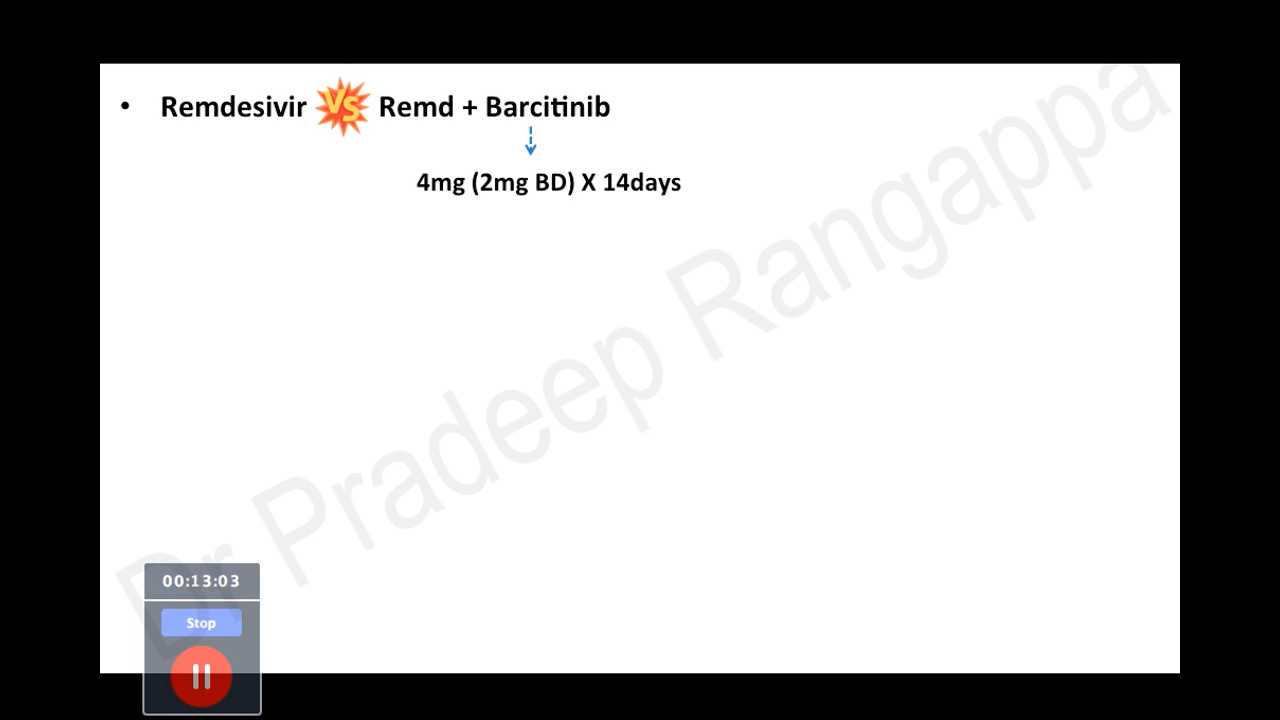 • Remdesivir VS Remd + Barcitinib
4mg (2mg BD) X 14days
Dr Pradeep Rangappa
00:13:03
Stop